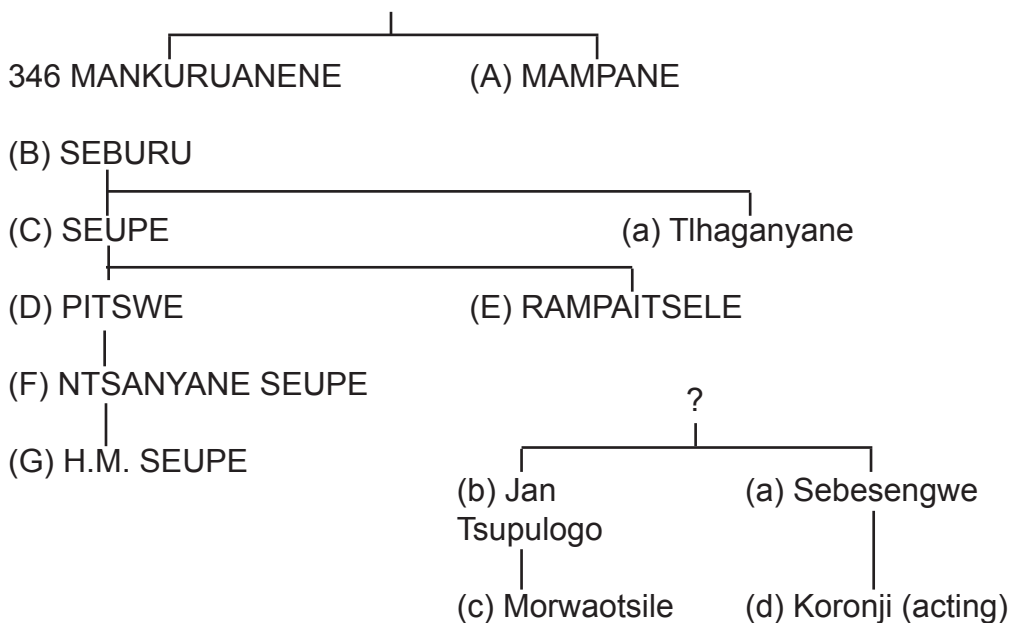 346 MANKURUANENE (A) MAMPANE
(B) SEBURU
(C) SEUPE (a) Tlhaganyane
(D) PITSWE (E) RAMPAITSELE
(F) NTSANYANE SEUPE
?
(G) H.M. SEUPE
(b) Jan (a) Sebesengwe
Tsupulogo
(c) Morwaotsile (d) Koronji (acting)